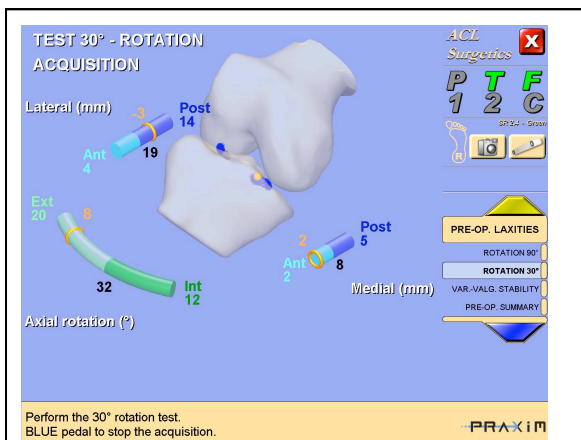 TEST 30° - ROTATION
ACQUISITION
Lateral (mm)
-3
Post
14
Ant
4
19
Ext
20
8
32
Int
12
Axial rotation (°)
2
Post
5
Ant
2
8
Medial (mm)
ACL
Surgetics
X
P T F
1 2 C
SR 2.J - Green
R
PRE-OP. LAXITIES
ROTATION 90°
ROTATION 30°
VAR.-VALG. STABILITY
PRE-OP. SUMMARY
Perform the 30° rotation test.
BLUE pedal to stop the acquisition.
PRAXiM